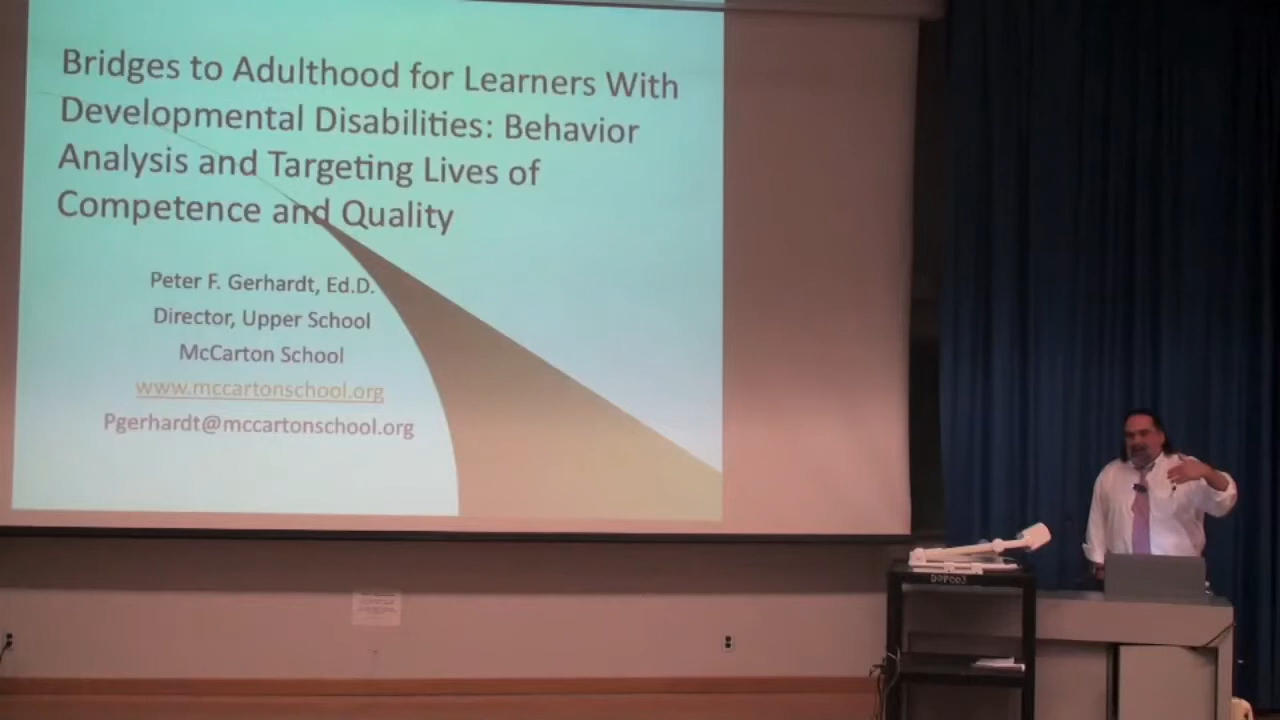 Bridges to Adulthood for Learners With
Developmental Disabilities: Behavior
Analysis and Targeting Lives of
Competence and Quality
Peter F. Gerhardt, Ed.D.
Director, Upper School
McCarton School
www.mccartonschool.org
Pgerhardt@mccartonschool.org